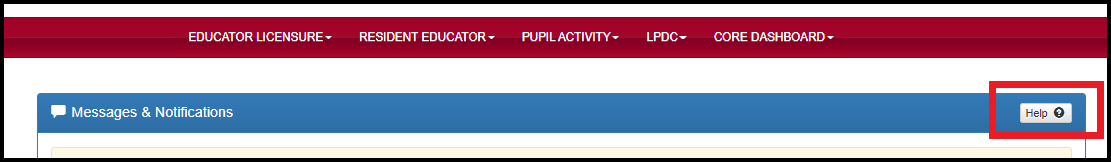 EDUCATOR LICENSURE RESIDENT EDUCATOR PUPIL ACTIVITY LPDC CORE DASHBOARD
Messages & Notifications Help